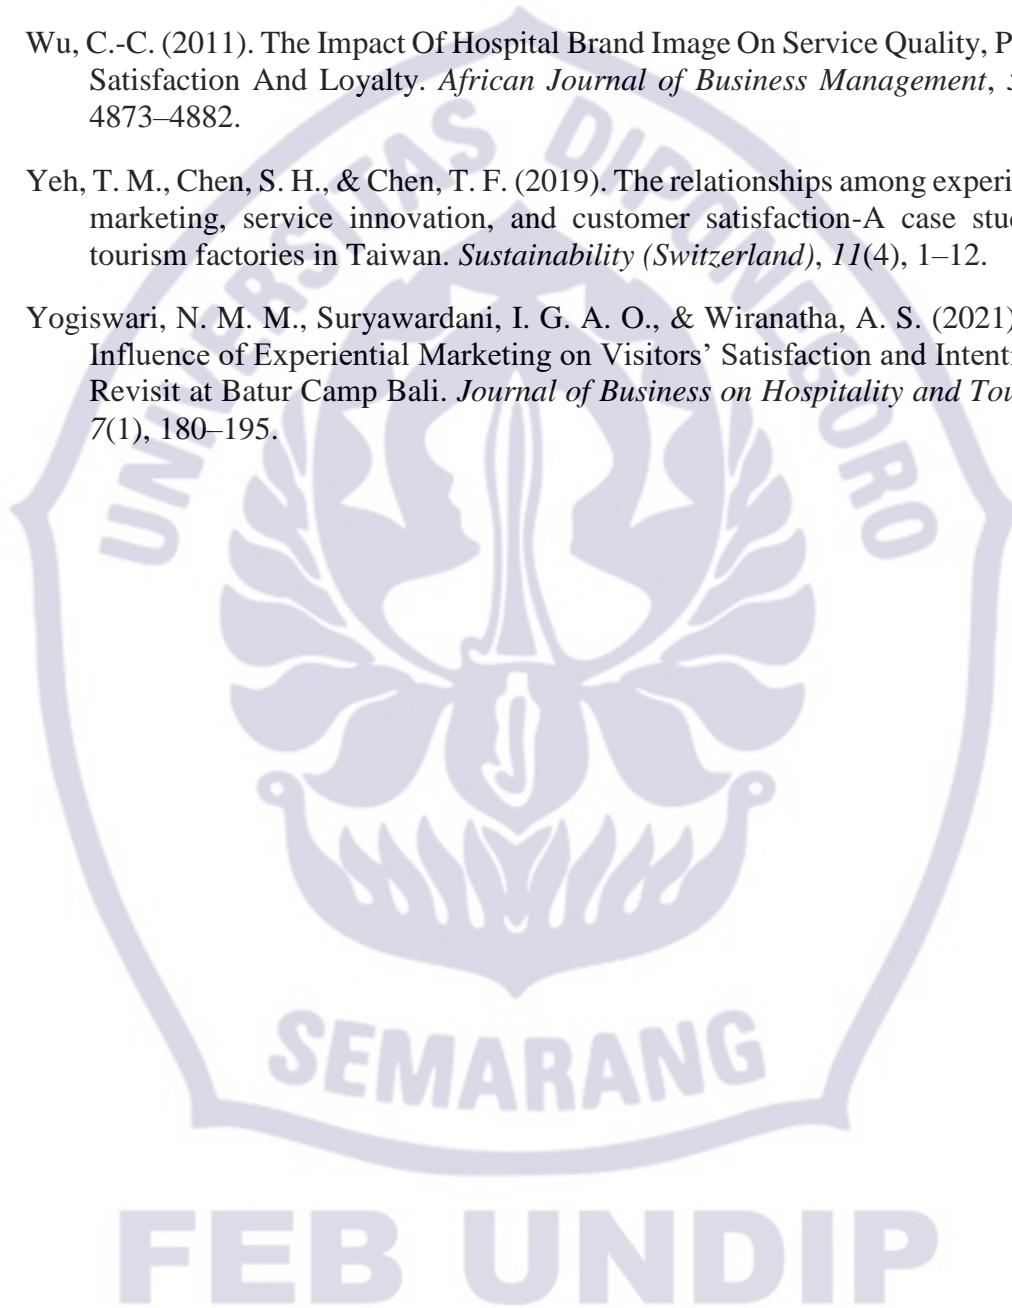 Wu, C.-C. (2011). The Impact Of Hospital Brand Image On Service Quality, P
Satisfaction And Loyalty. African Journal of Business Management,
4873–4882.
Yeh, T. M., Chen, S. H., & Chen, T. F. (2019). The relationships among experi
marketing, service innovation, and customer satisfaction-A case stu
tourism factories in Taiwan. Sustainability (Switzerland), 11(4), 1–12.
Yogiswari, N. M. M., Suryawardani, I. G. A. O., & Wiranatha, A. S. (2021)
Influence of Experiential Marketing on Visitors’ Satisfaction and Intenti
Revisit at Batur Camp Bali. Journal of Business on Hospitality and Tou
7(1), 180–195.
UNIVERSITAS DIPONEGORO
SEMARANG
FEB UNDIP